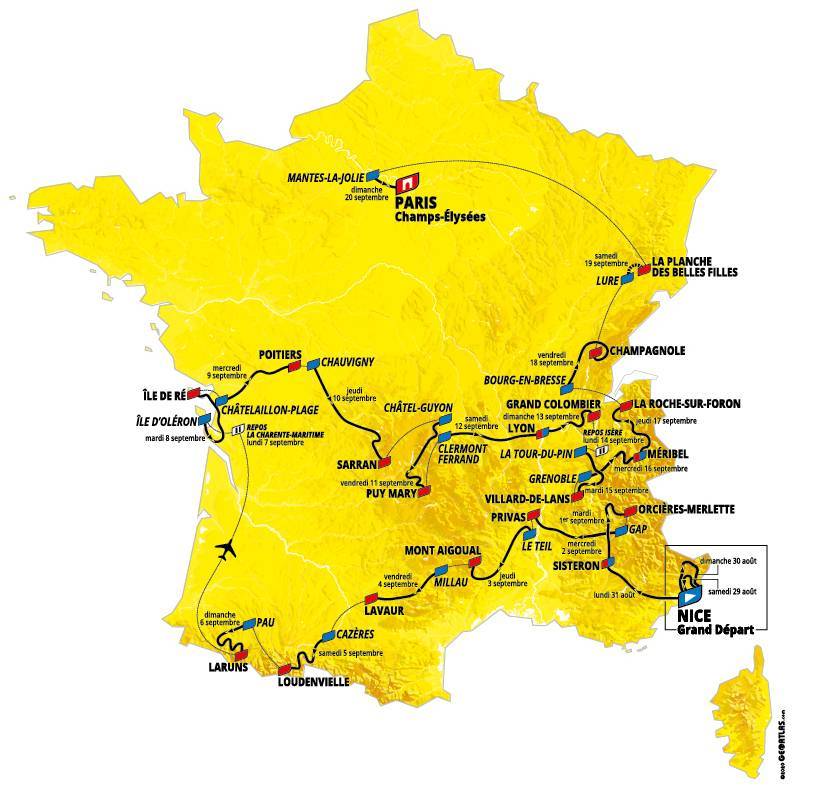 MANTES-LA-JOLIE
dimanche
20 septembre
PARIS
Champs-Élysées
samedi
19 septembre
LA PLANCHE
DES BELLES FILLES
LURE
CHAMPAGNOLE
vendredi
18 septembre
BOURG-EN-BRESSE
POITIERS
CHAUVIGNY
mercredi
9 septembre
jeudi
10 septembre
ÎLE DE RÉ
CHÂTELAILLON-PLAGE
ÎLE D'OLÉRON
mardi 8 septembre
REPOS
LA CHARENTE-MARITIME
lundi 7 septembre
CHÂTEL-GUYON
samedi
12 septembre
CLERMONT
FERRAND
SARRAN
vendredi 11 septembre
PUY MARY
GRAND COLOMBIER
dimanche 13 septembre
LYON
LA ROCHE-SUR-FORON
jeudi 17 septembre
REPOS ISÈRE
lundi 14 septembre
LA TOUR-DU-PIN
MÉRIBEL
mercredi 16 septembre
GRENOBLE
mardi 15 septembre
VILLARD-DE-LANS
PRIVAS
mardi
1er septembre
ORCIÈRES-MERLETTE
GAP
LE TEIL
mercredi
2 septembre
SISTERON
MONT AIGOUAL
jeudi
3 septembre
MILLAU
vendredi
4 septembre
LAVAUR
lundi 31 août
dimanche 30 août
samedi 29 août
NICE
Grand Départ
dimanche
6 septembre
PAU
CAZÈRES
samedi 5 septembre
LARUNS
LOUDENVIELLE